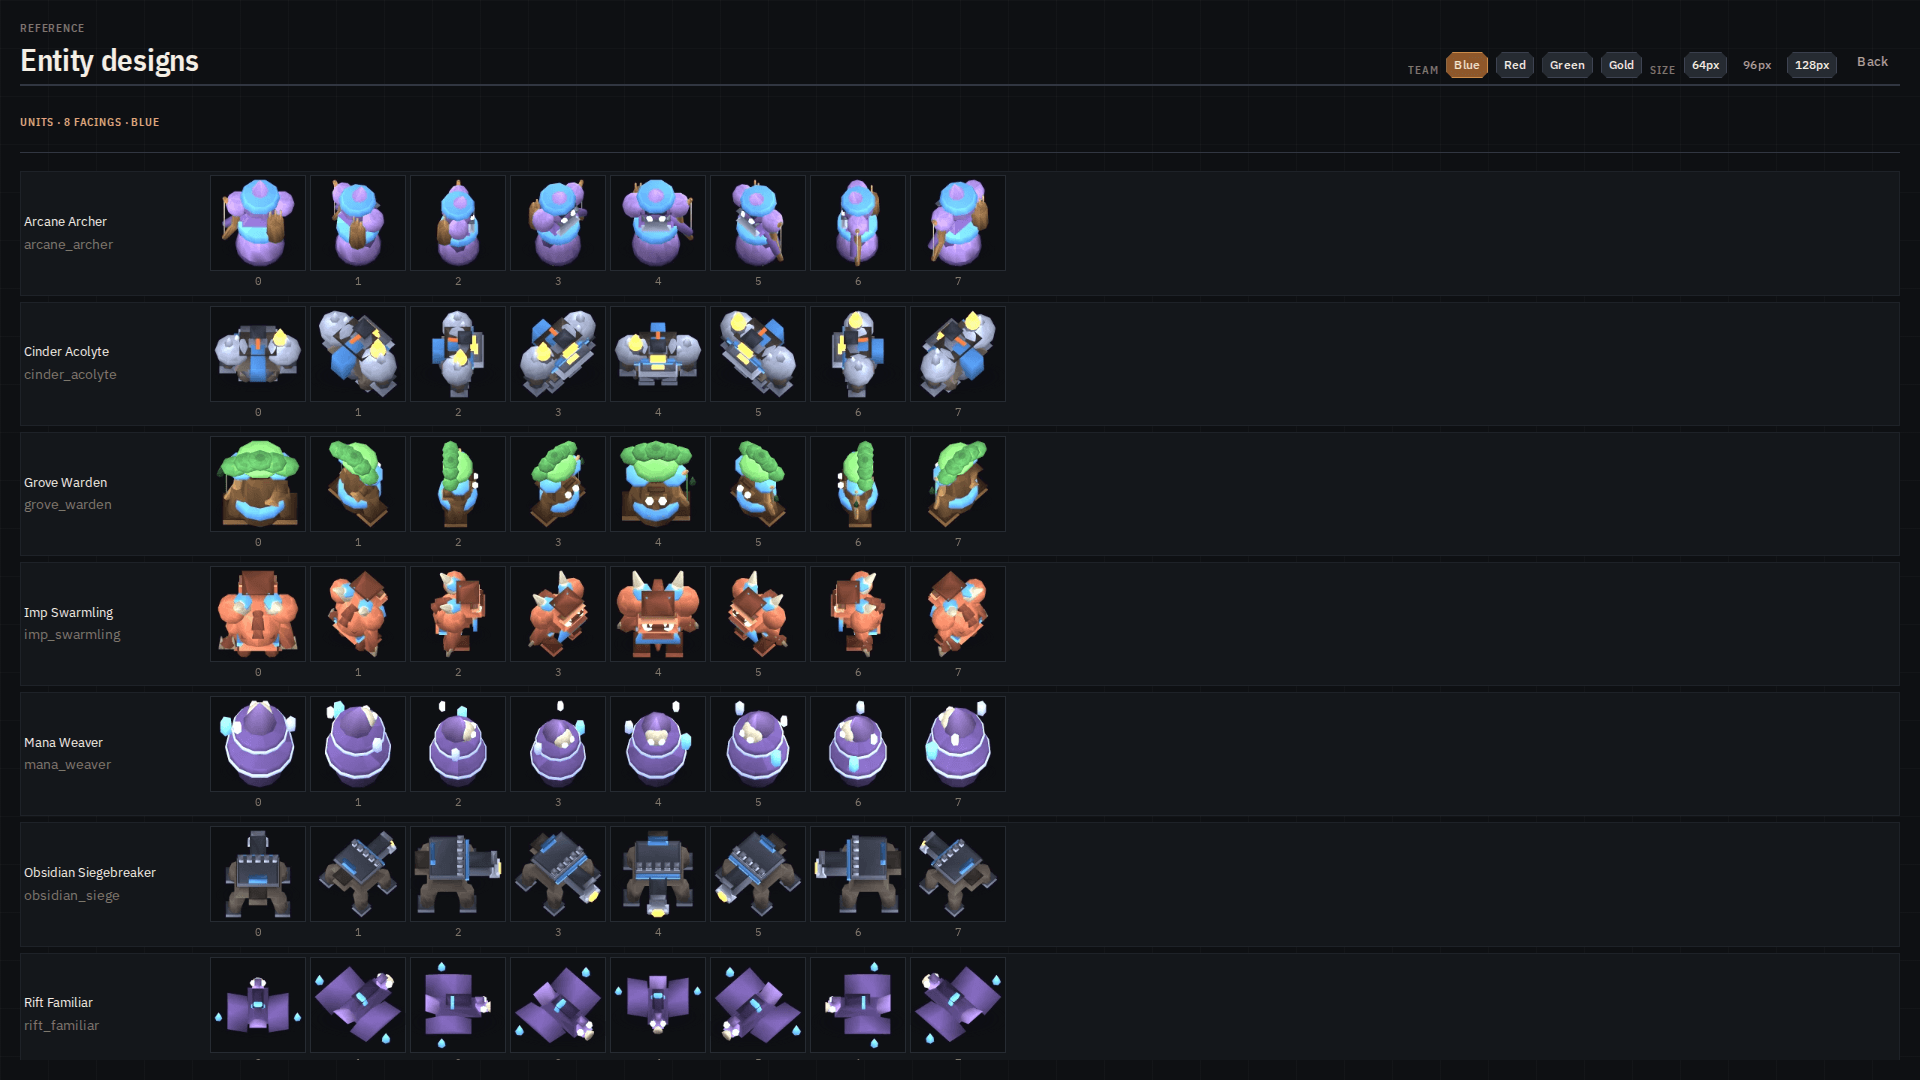 REFERENCE
Entity designs
TEAM Blue Red Green Gold SIZE 64px 96px 128px Back
UNITS · 8 FACINGS · BLUE
Arcane Archer
arcane_archer
0 1 2 3 4 5 6 7
Cinder Acolyte
cinder_acolyte
0 1 2 3 4 5 6 7
Grove Warden
grove_warden
0 1 2 3 4 5 6 7
Imp Swarmling
imp_swarmling
0 1 2 3 4 5 6 7
Mana Weaver
mana_weaver
0 1 2 3 4 5 6 7
Obsidian Siegebreaker
obsidian_siege
0 1 2 3 4 5 6 7
Rift Familiar
rift_familiar